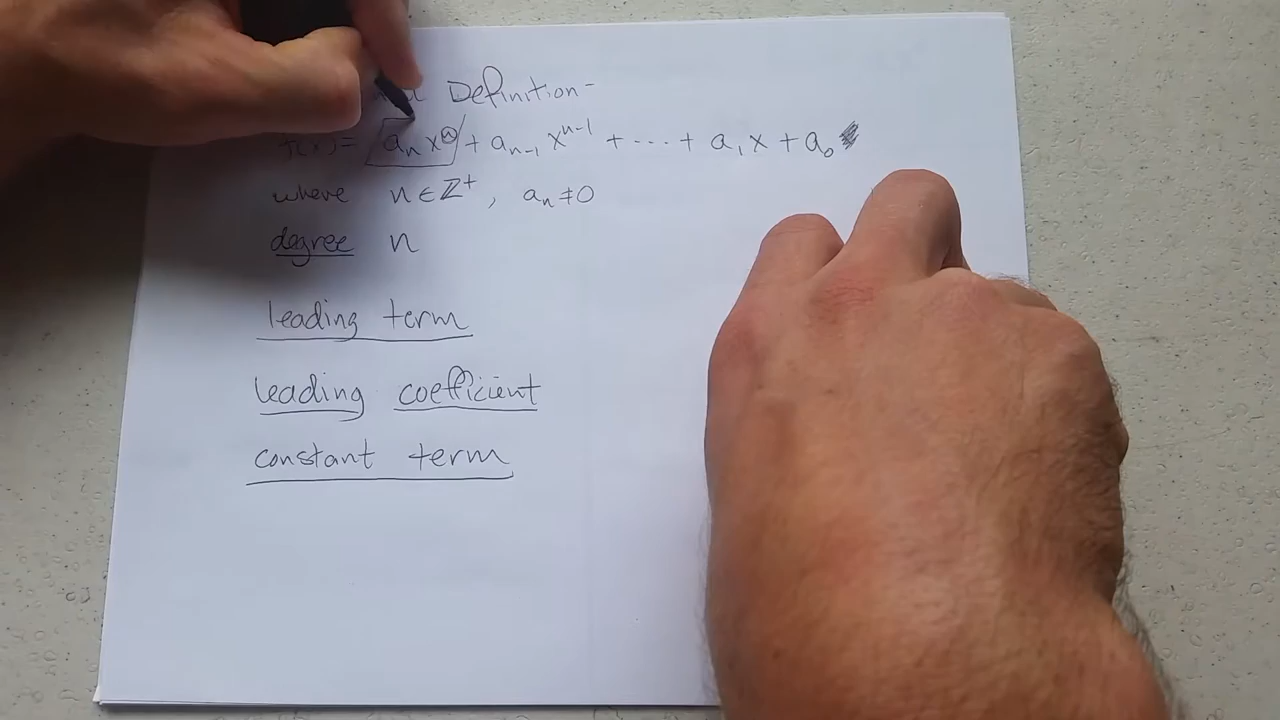 Definition-
f(x) = aₙxⁿ + aₙ₋₁xⁿ⁻¹ + ... + a₁x + a₀
where n ∈ ℤ⁺, aₙ ≠ 0
degree n
leading term
leading coefficient
constant term